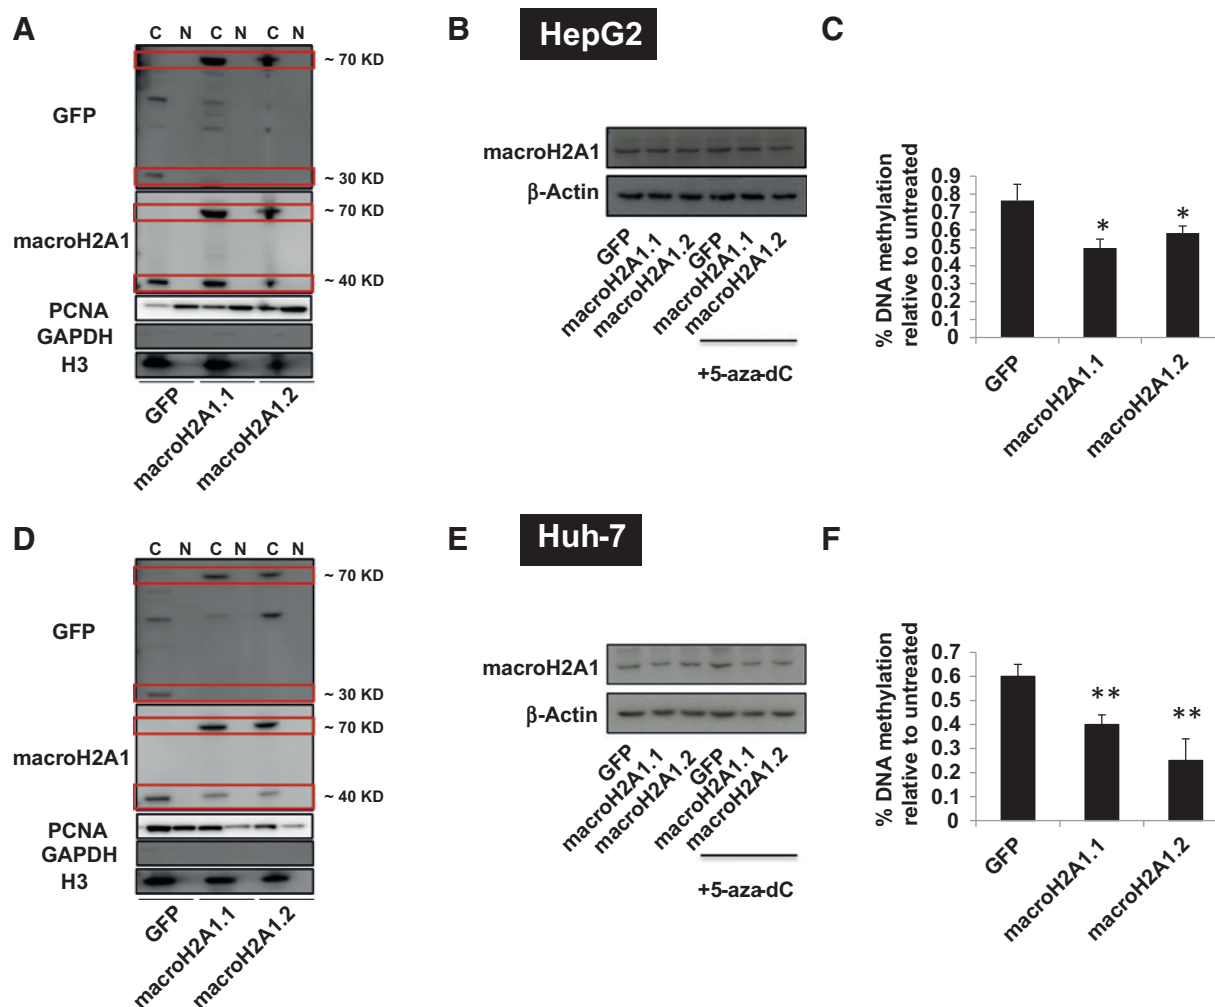 A
C N C N C N
GFP
~ 70 KD
~ 30 KD
macroH2A1
~ 70 KD
~ 40 KD
PCNA
GAPDH
H3
GFP
macroH2A1.1
macroH2A1.2
B
HepG2
macroH2A1
β-Actin
GFP
macroH2A1.1
macroH2A1.2
GFP
macroH2A1.1
macroH2A1.2
+5-aza-dC
C
% DNA methylation
relative to untreated
0.9
0.8
0.7
0.6
0.5
0.4
0.3
0.2
0.1
0
*
*
GFP
macroH2A1.1
macroH2A1.2
D
C N C N C N
GFP
~ 70 KD
~ 30 KD
macroH2A1
~ 70 KD
~ 40 KD
PCNA
GAPDH
H3
GFP
macroH2A1.1
macroH2A1.2
E
Huh-7
macroH2A1
β-Actin
GFP
macroH2A1.1
macroH2A1.2
GFP
macroH2A1.1
macroH2A1.2
+5-aza-dC
F
% DNA methylation
relative to untreated
0.7
0.6
0.5
0.4
0.3
0.2
0.1
0
**
**
GFP
macroH2A1.1
macroH2A1.2